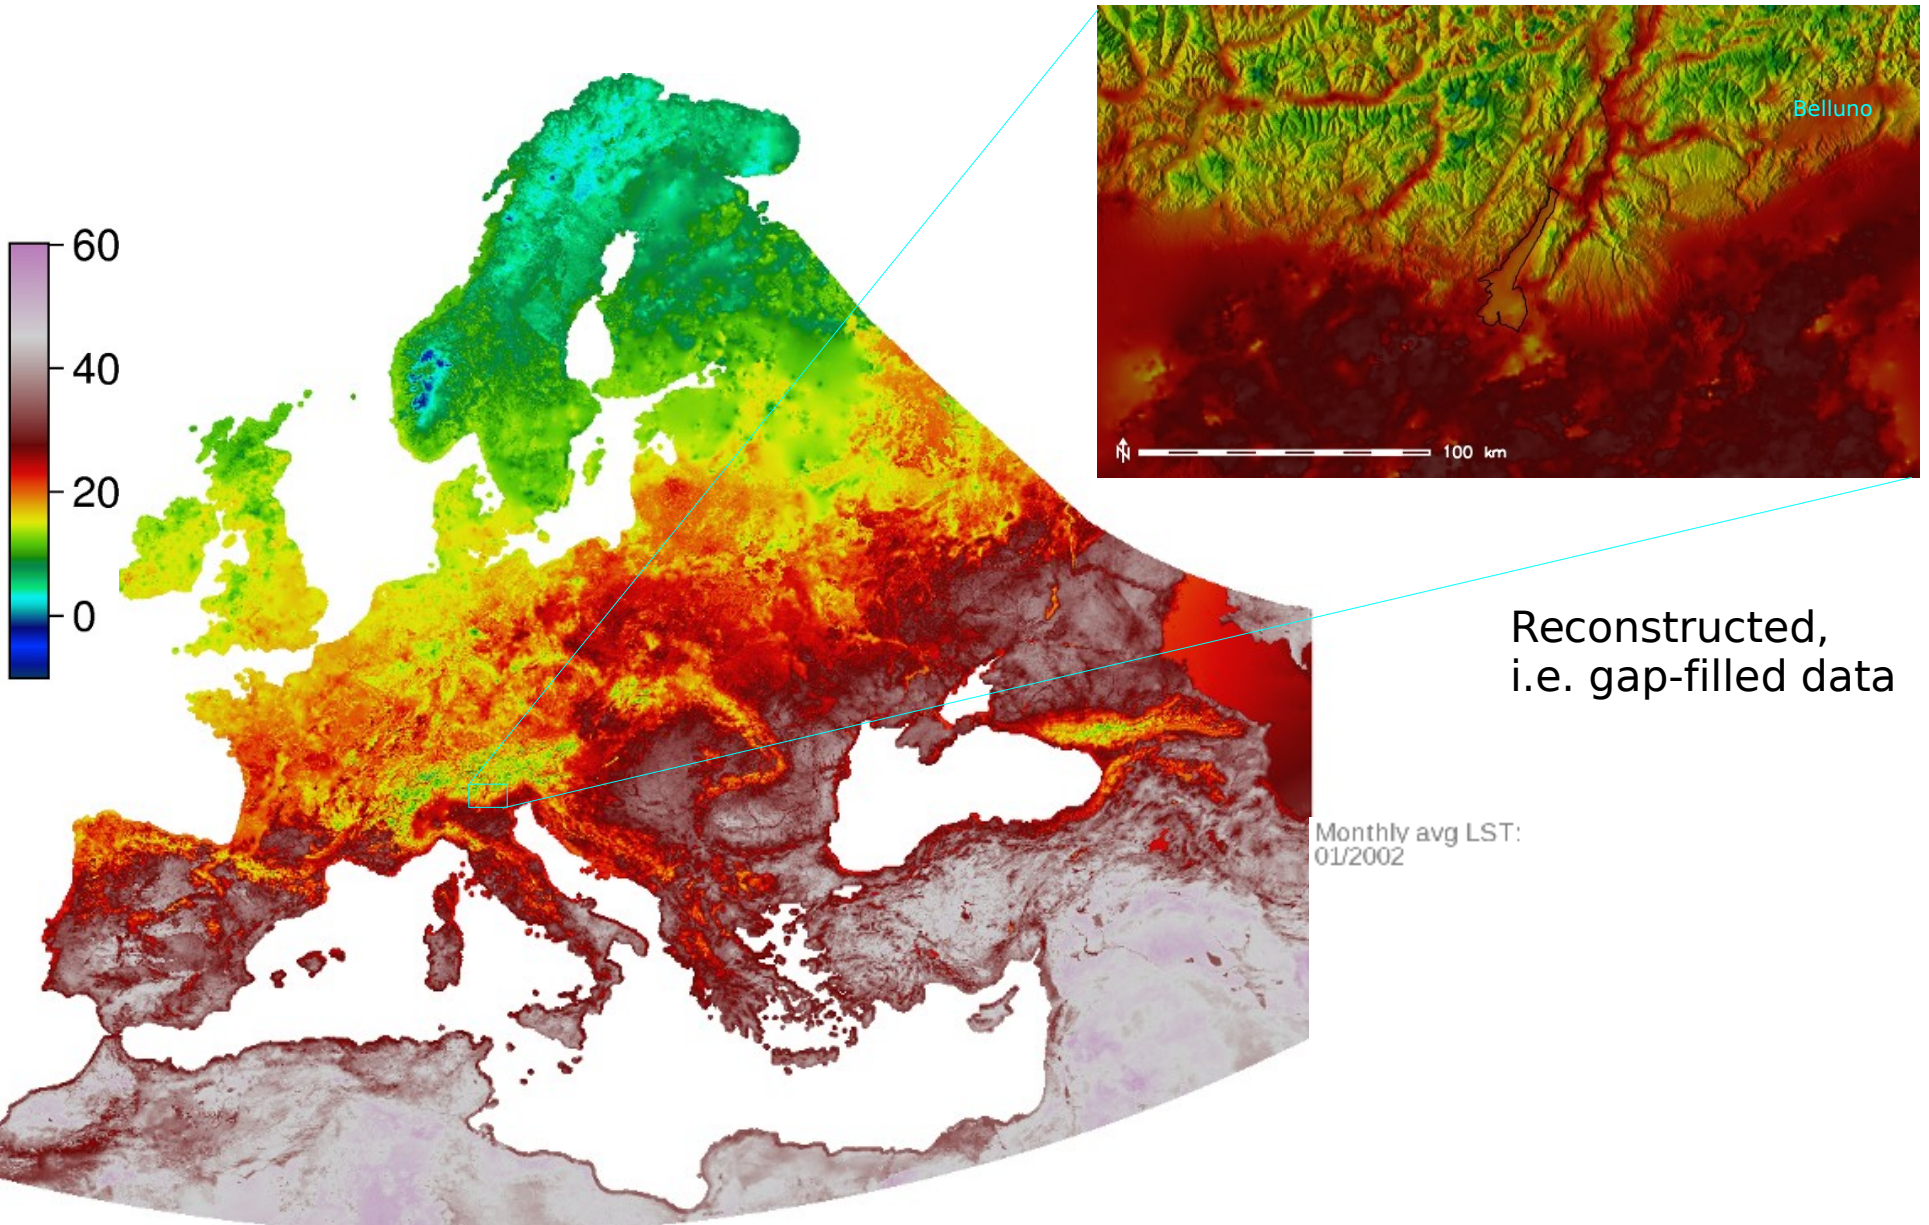 Belluno
N
100 km
60
40
20
0
Reconstructed,
i.e. gap-filled data
Monthly avg LST:
01/2002